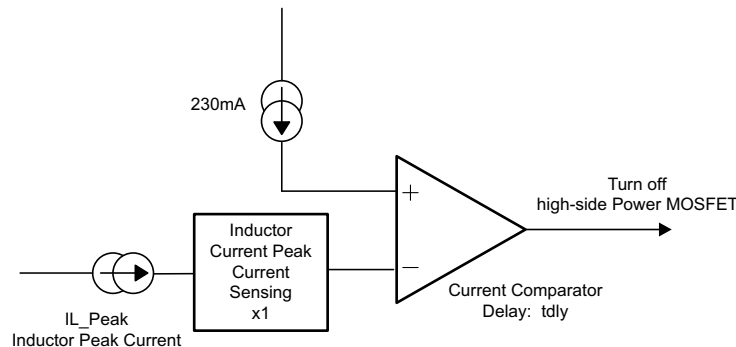 230mA
+
Turn off
high-side Power MOSFET
Inductor
Current Peak
Current
Sensing
x1
−
Current Comparator
Delay: tdly
IL_Peak
Inductor Peak Current